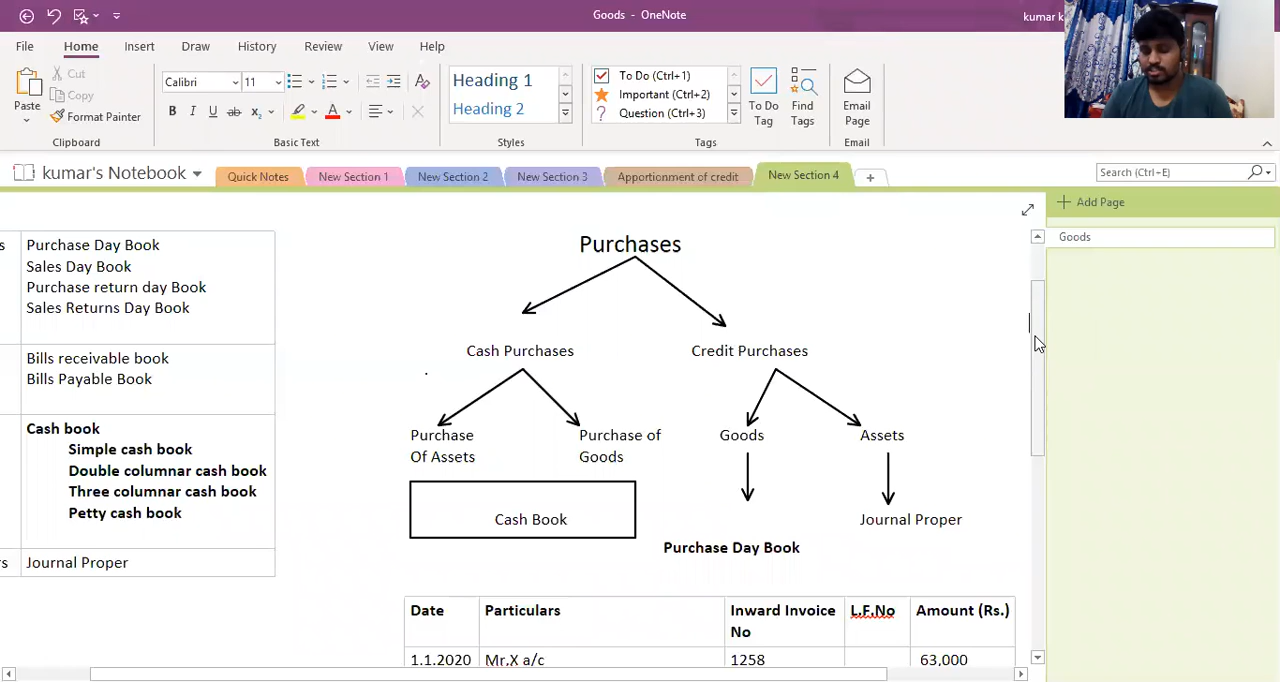 Goods - OneNote
kumar k
File Home Insert Draw History Review View Help
Paste
Cut
Copy
Format Painter
Clipboard
Calibri 11
B I U ab x₂ A
Basic Text
Heading 1
Heading 2
Styles
To Do (Ctrl+1)
Important (Ctrl+2)
? Question (Ctrl+3)
To Do Tag
Find Tags
Tags
Email Page
Email
kumar's Notebook
Quick Notes New Section 1 New Section 2 New Section 3 Apportionment of credit New Section 4 +
Search (Ctrl+E)
Add Page
Goods
s
Purchase Day Book
Sales Day Book
Purchase return day Book
Sales Returns Day Book
Bills receivable book
Bills Payable Book
Cash book
Simple cash book
Double columnar cash book
Three columnar cash book
Petty cash book
rs
Journal Proper
Purchases
Cash Purchases Credit Purchases
Purchase Of Assets
Purchase of Goods
Goods
Assets
Cash Book
Journal Proper
Purchase Day Book
Date Particulars Inward Invoice No L.F.No Amount (Rs.)
1.1.2020 Mr,X a/c 1258 63,000